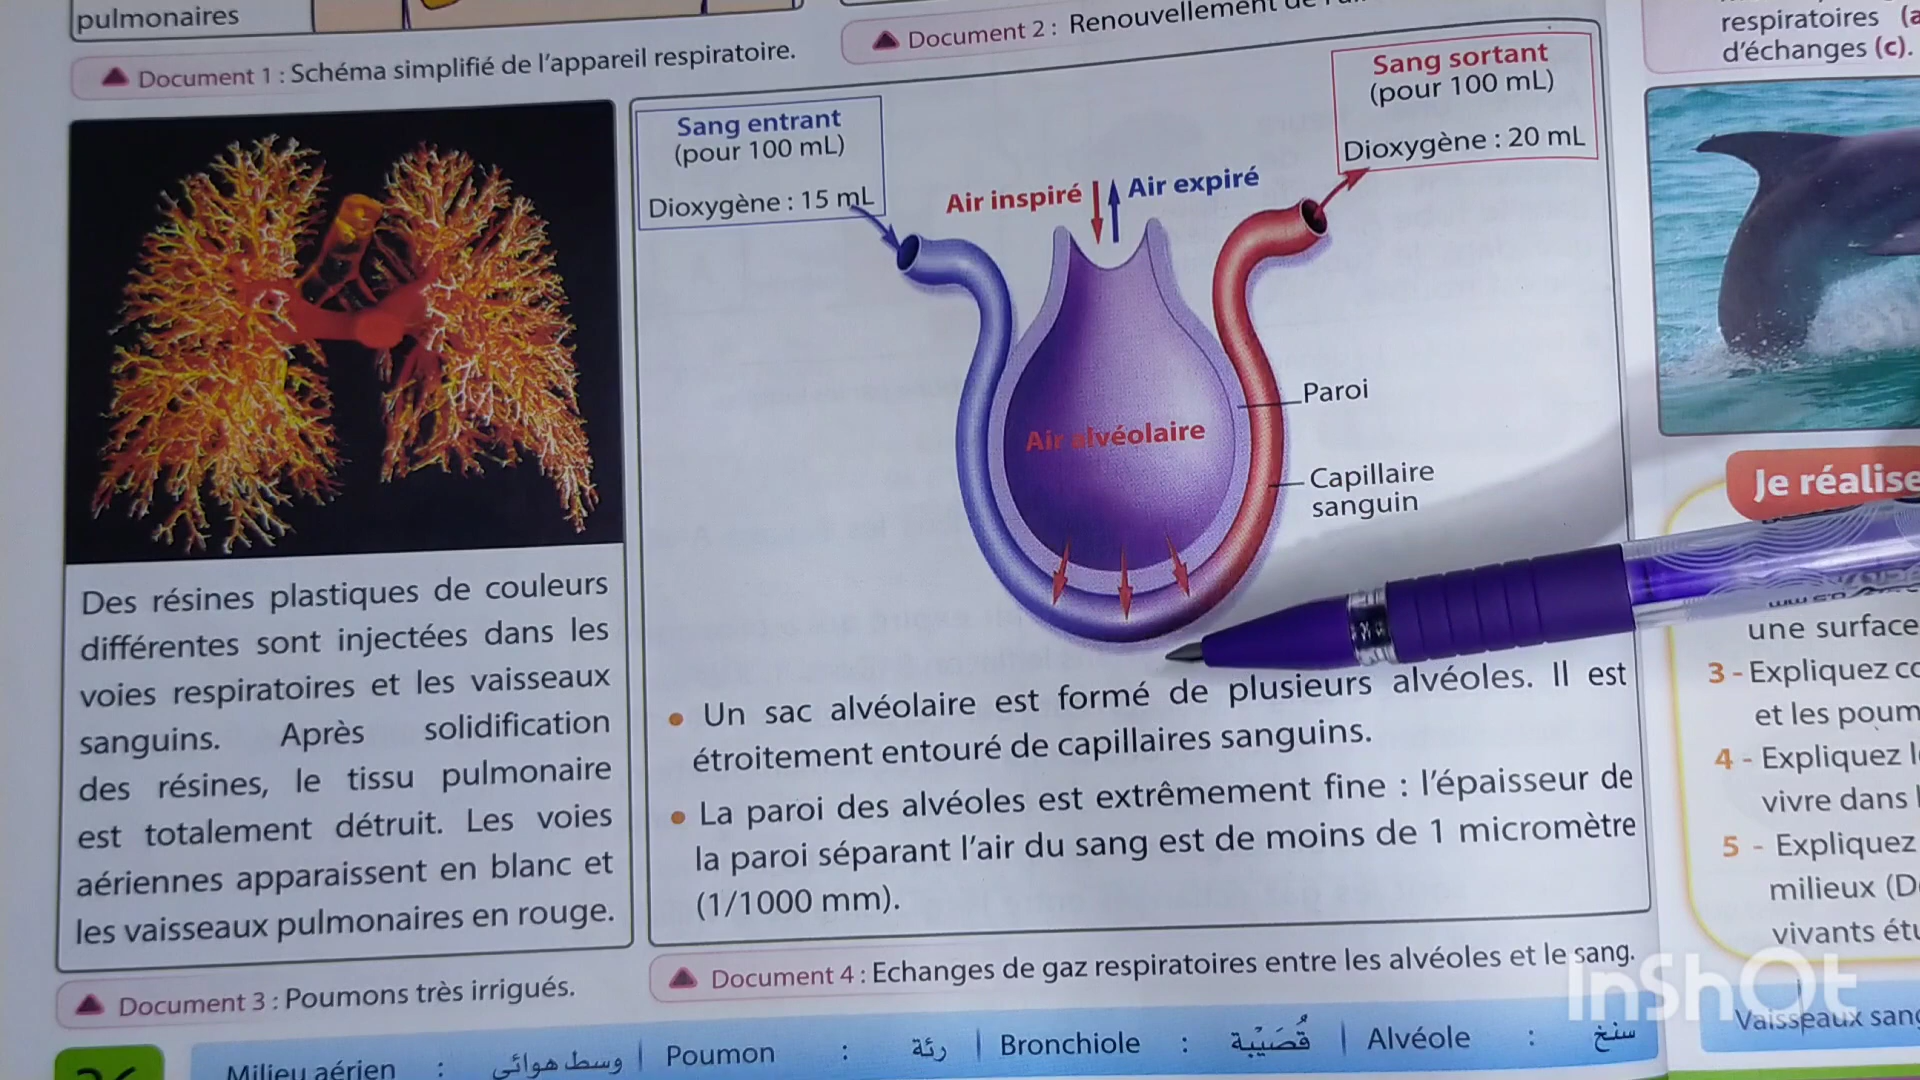 pulmonaires
Document 1 : Schéma simplifié de l'appareil respiratoire.
Document 2 : Renouvellement de
respiratoires (a
d'échanges (c).
Sang entrant
(pour 100 mL)
Dioxygène : 15 mL
Air inspiré
Air expiré
Sang sortant
(pour 100 mL)
Dioxygène : 20 mL
Paroi
Air alvéolaire
Capillaire
sanguin
Des résines plastiques de couleurs
différentes sont injectées dans les
voies respiratoires et les vaisseaux
sanguins. Après solidification
des résines, le tissu pulmonaire
est totalement détruit. Les voies
aériennes apparaissent en blanc et
les vaisseaux pulmonaires en rouge.
Document 3 : Poumons très irrigués.
• Un sac alvéolaire est formé de plusieurs alvéoles. Il est
étroitement entouré de capillaires sanguins.
• La paroi des alvéoles est extrêmement fine : l'épaisseur de
la paroi séparant l'air du sang est de moins de 1 micromètre
(1/1000 mm).
Document 4 : Echanges de gaz respiratoires entre les alvéoles et le sang.
Je réalise
une surface
3 - Expliquez
et les poum
4 - Expliquez
vivre dans
5 - Expliquez
milieux
vivants
InShOt
Milieu aérien : وسط هوائي | Poumon : رئة | Bronchiole : قُصَيْبة | Alvéole : سنخ
Vaisseaux